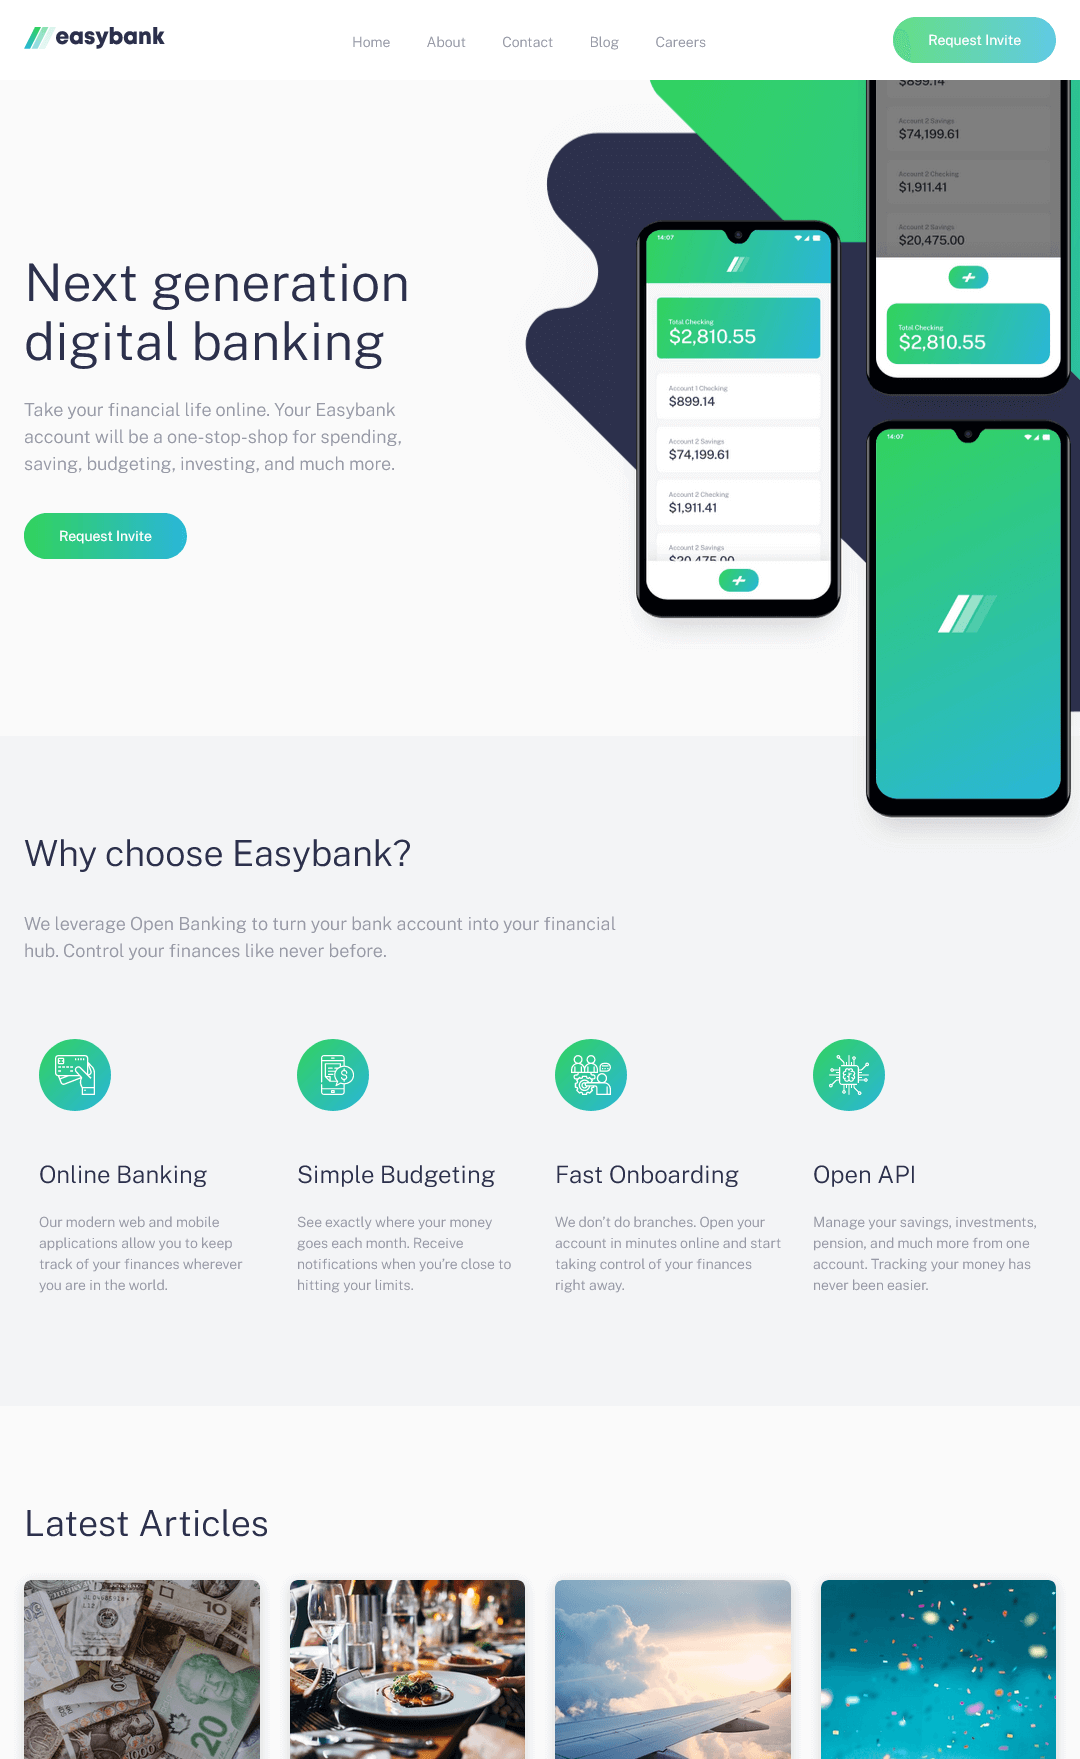 easybank
Home
About
Contact
Blog
Careers
Request Invite
$899.14
Account 2 Savings
$74,199.61
Account 2 Checking
$1,911.41
Account 2 Savings
$20,475.00
Total Checking
$2,810.55
Next generation
digital banking
Take your financial life online. Your Easybank
account will be a one-stop-shop for spending,
saving, budgeting, investing, and much more.
Request Invite
14:07
Total Checking
$2,810.55
Account 1 Checking
$899.14
Account 2 Savings
$74,199.61
Account 2 Checking
$1,911.41
Account 2 Savings
$20,475.00
14:07
Why choose Easybank?
We leverage Open Banking to turn your bank account into your financial
hub. Control your finances like never before.
Online Banking
Our modern web and mobile
applications allow you to keep
track of your finances wherever
you are in the world.
Simple Budgeting
See exactly where your money
goes each month. Receive
notifications when you're close to
hitting your limits.
Fast Onboarding
We don't do branches. Open your
account in minutes online and start
taking control of your finances
right away.
Open API
Manage your savings, investments,
pension, and much more from one
account. Tracking your money has
never been easier.
Latest Articles
10
20
1000